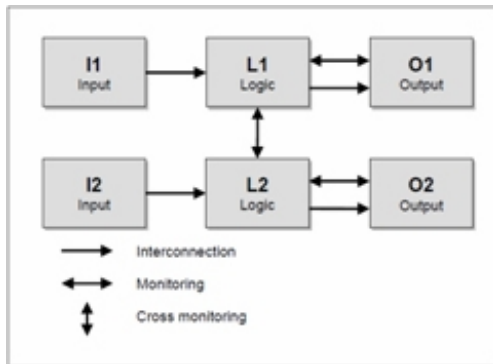 I1
Input
L1
Logic
O1
Output
I2
Input
L2
Logic
O2
Output
Interconnection
Monitoring
Cross monitoring